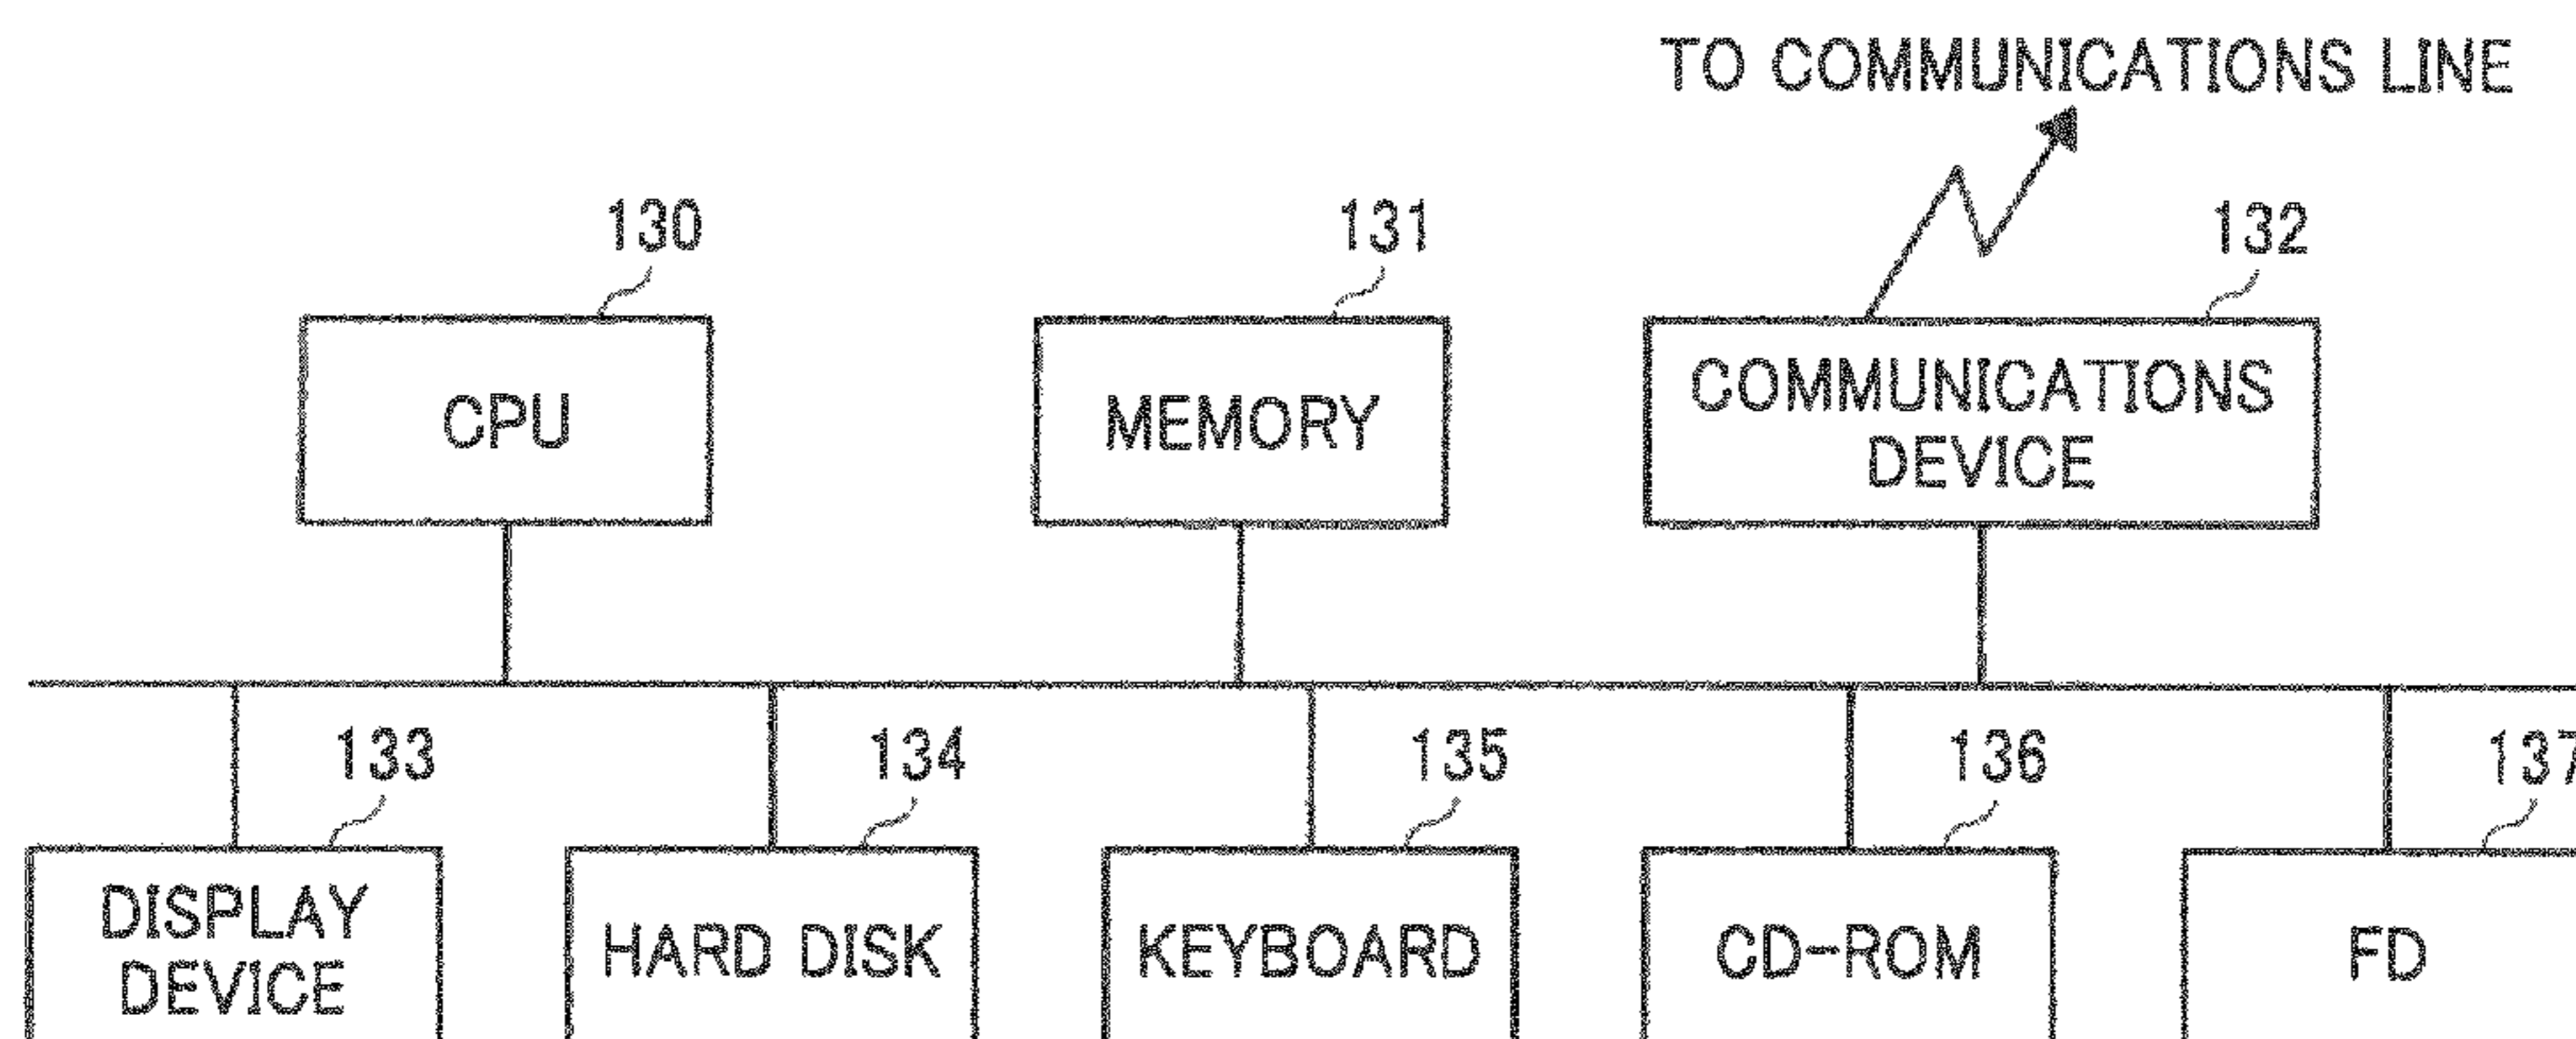 TO COMMUNICATIONS LINE
130
131
132
CPU
MEMORY
COMMUNICATIONS
DEVICE
133
134
135
136
137
DISPLAY
DEVICE
HARD DISK
KEYBOARD
CD-ROM
FD